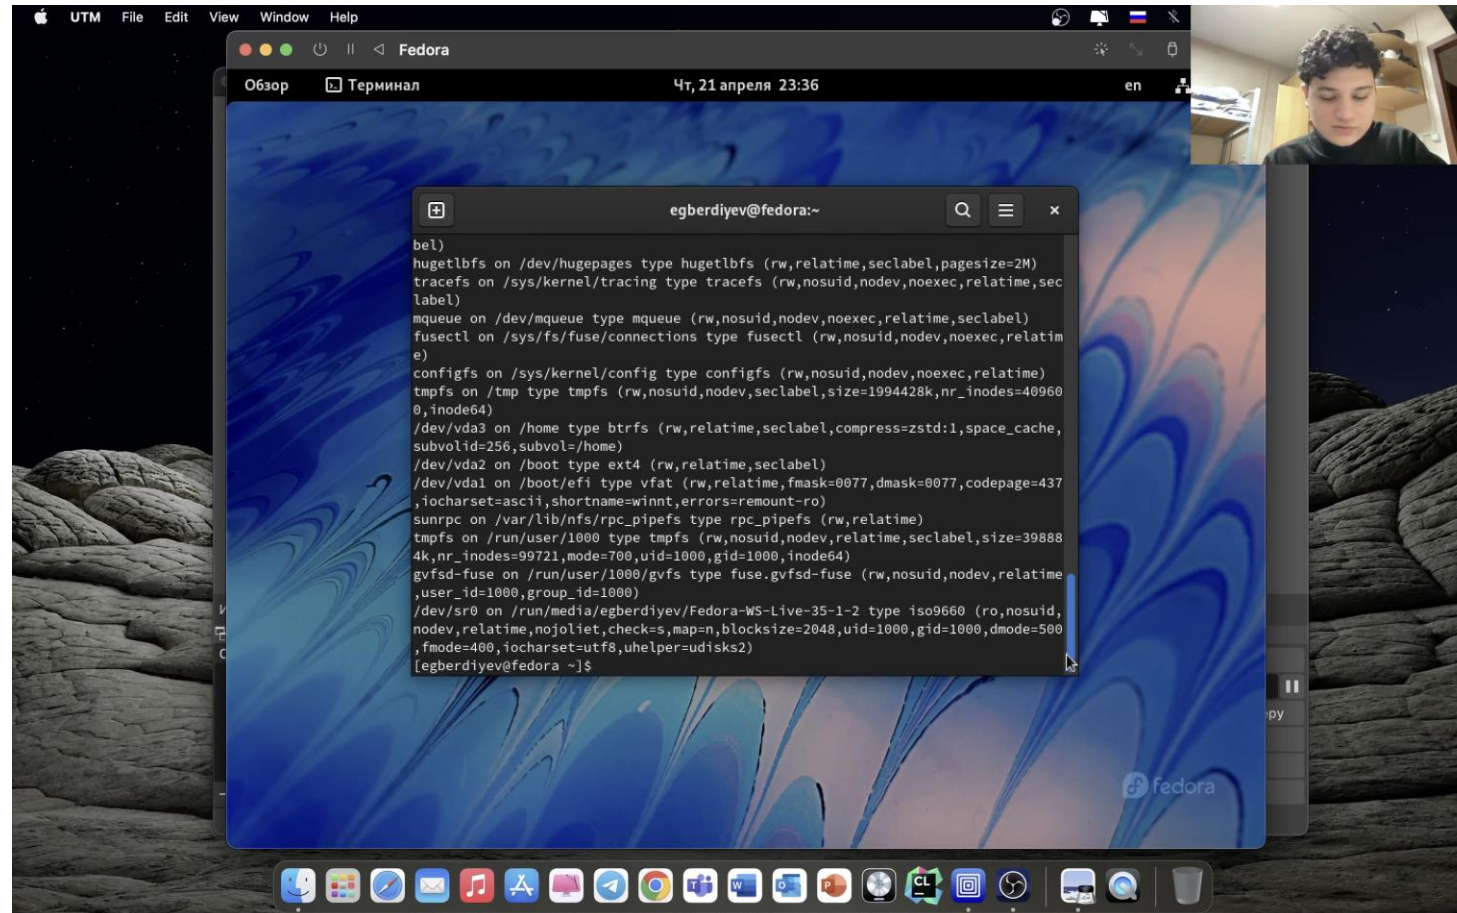 UTM File Edit View Window Help
Fedora
Обзор Терминал Чт, 21 апреля 23:36 en
egberdiyev@fedora:~
bel)
hugetlbfs on /dev/hugepages type hugetlbfs (rw,relatime,seclabel,pagesize=2M)
tracefs on /sys/kernel/tracing type tracefs (rw,nosuid,nodev,noexec,relatime,sec
label)
mqueue on /dev/mqueue type mqueue (rw,nosuid,nodev,noexec,relatime,seclabel)
fusectl on /sys/fs/fuse/connections type fusectl (rw,nosuid,nodev,noexec,relatim
e)
configfs on /sys/kernel/config type configfs (rw,nosuid,nodev,noexec,relatime)
tmpfs on /tmp type tmpfs (rw,nosuid,nodev,seclabel,size=1994428k,nr_inodes=40960
0,inode64)
/dev/vda3 on /home type btrfs (rw,relatime,seclabel,compress=zstd:1,space_cache,
subvolid=256,subvol=/home)
/dev/vda2 on /boot type ext4 (rw,relatime,seclabel)
/dev/vda1 on /boot/efi type vfat (rw,relatime,fmask=0077,dmask=0077,codepage=437
,iocharset=ascii,shortname=winnt,errors=remount-ro)
sunrpc on /var/lib/nfs/rpc_pipefs type rpc_pipefs (rw,relatime)
tmpfs on /run/user/1000 type tmpfs (rw,nosuid,nodev,relatime,seclabel,size=39888
4k,nr_inodes=99721,mode=700,uid=1000,gid=1000,inode64)
gvfsd-fuse on /run/user/1000/gvfs type fuse.gvfsd-fuse (rw,nosuid,nodev,relatime
,user_id=1000,group_id=1000)
/dev/sr0 on /run/media/egberdiyev/Fedora-WS-Live-35-1-2 type iso9660 (ro,nosuid,
nodev,relatime,nojoliet,check=s,map=n,blocksize=2048,uid=1000,gid=1000,dmode=500
,fmode=400,iocharset=utf8,uhelper=udisks2)
[egberdiyev@fedora ~]$
еру
fedora
CL